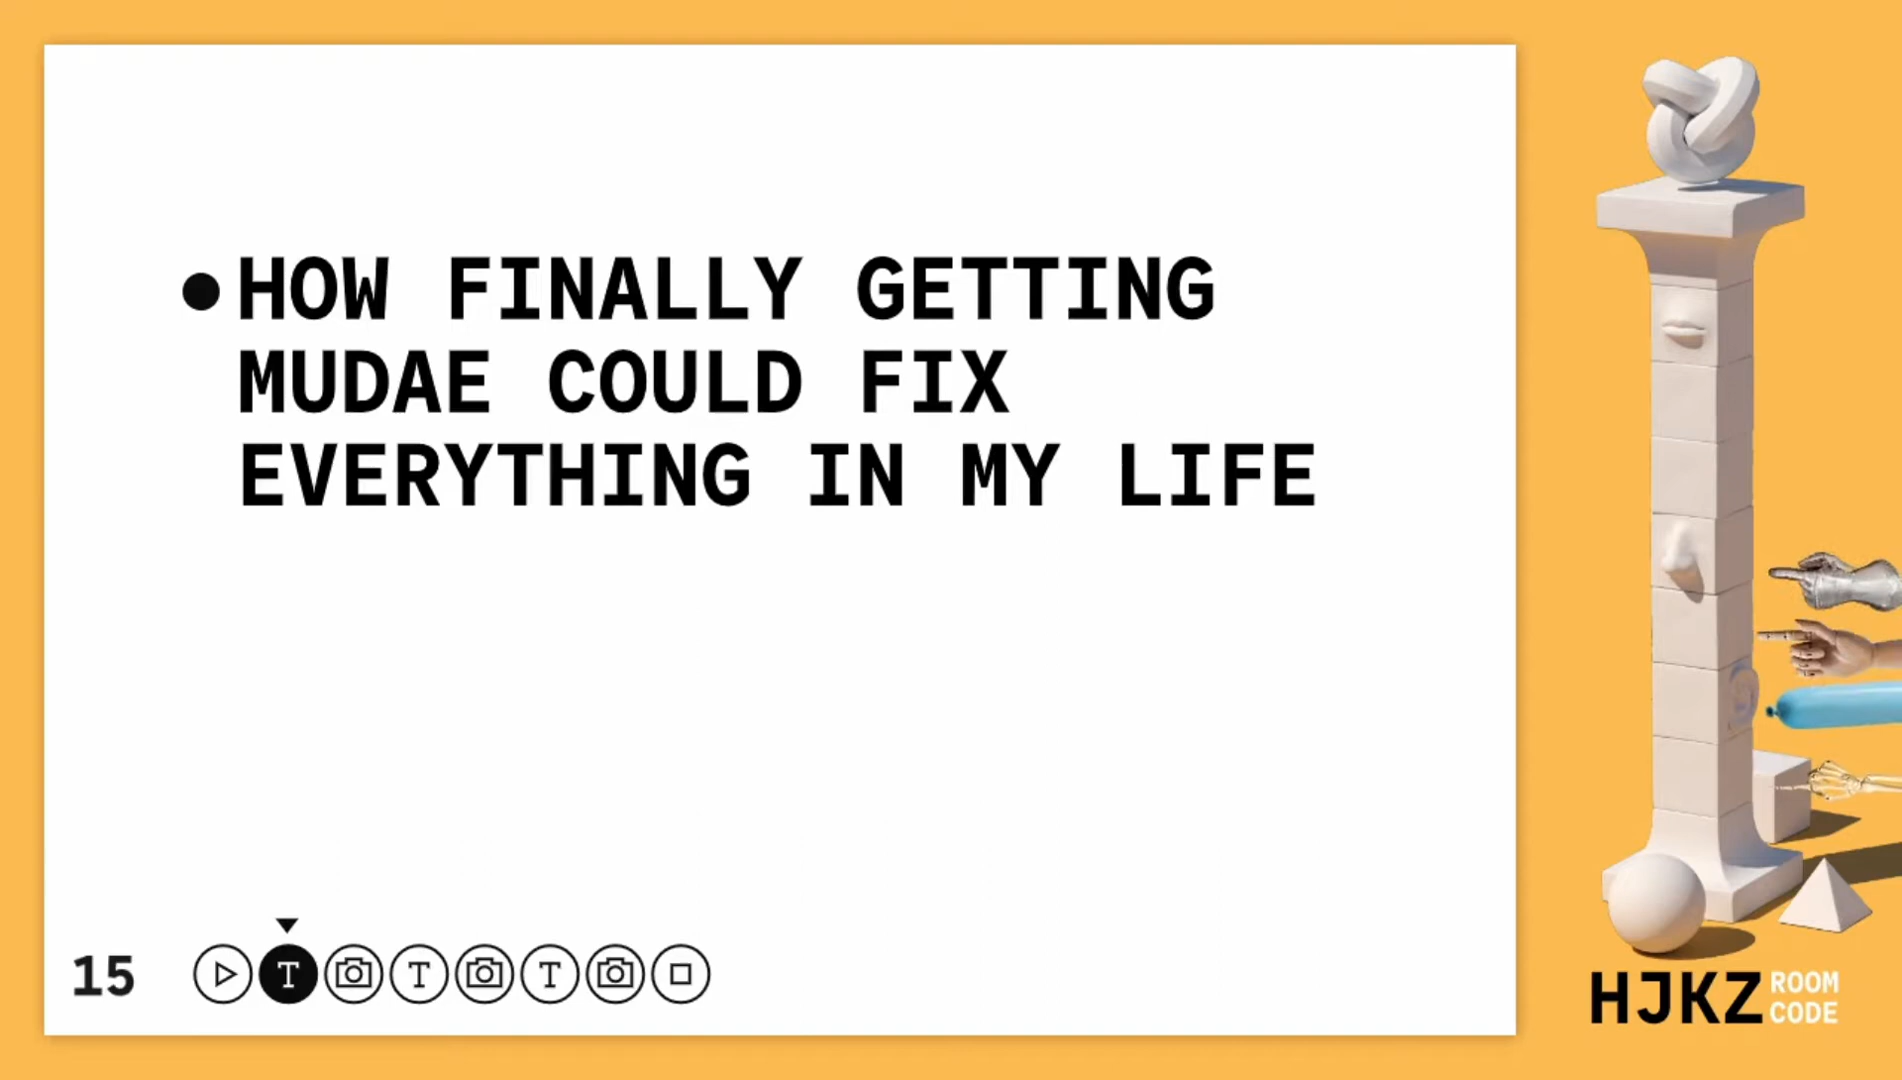 ●HOW FINALLY GETTING
MUDAE COULD FIX
EVERYTHING IN MY LIFE
15
T T T
HJKZ ROOM CODE